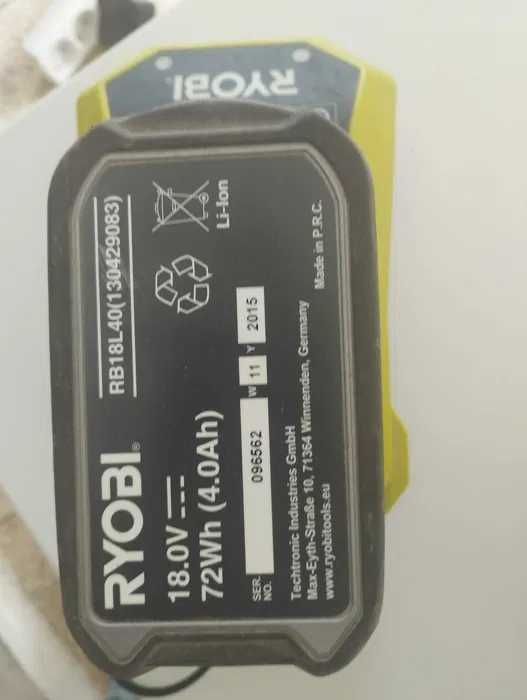 RYOBI
RYOBI®
RB18L40(130429083)
18.0V
72Wh (4.0Ah)
Li-Ion
SER. NO. 096562 W 11 Y 2015
Techtronic Industries GmbH
Max-Eyth-Straße 10, 71364 Winnenden, Germany
www.ryobitools.eu
Made in P.R.C.